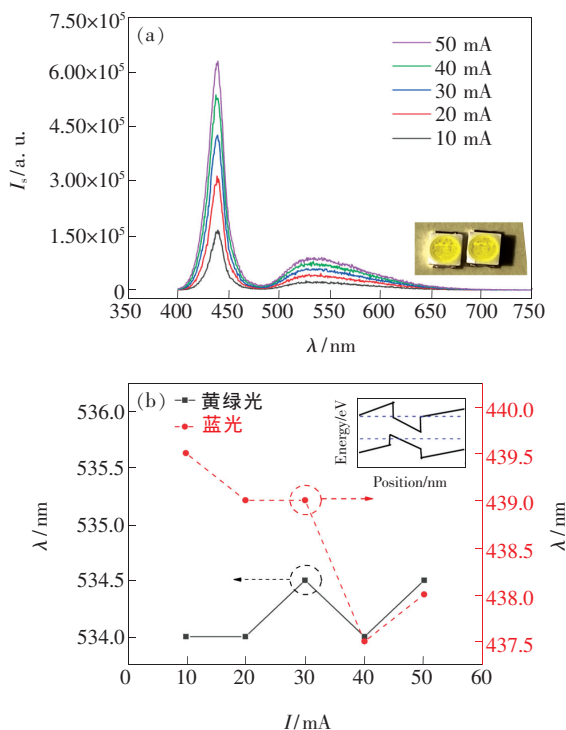 (a)
7.50×10⁵
6.00×10⁵
4.50×10⁵
3.00×10⁵
1.50×10⁵
0
Iₛ/a. u.
50 mA
40 mA
30 mA
20 mA
10 mA
350 400 450 500 550 600 650 700 750
λ/nm
(b)
黄绿光
蓝光
536.0
535.5
535.0
534.5
534.0
λ/nm
Energy/eV
Position/nm
440.0
439.5
439.0
438.5
438.0
437.5
λ/nm
0 10 20 30 40 50 60
I/mA